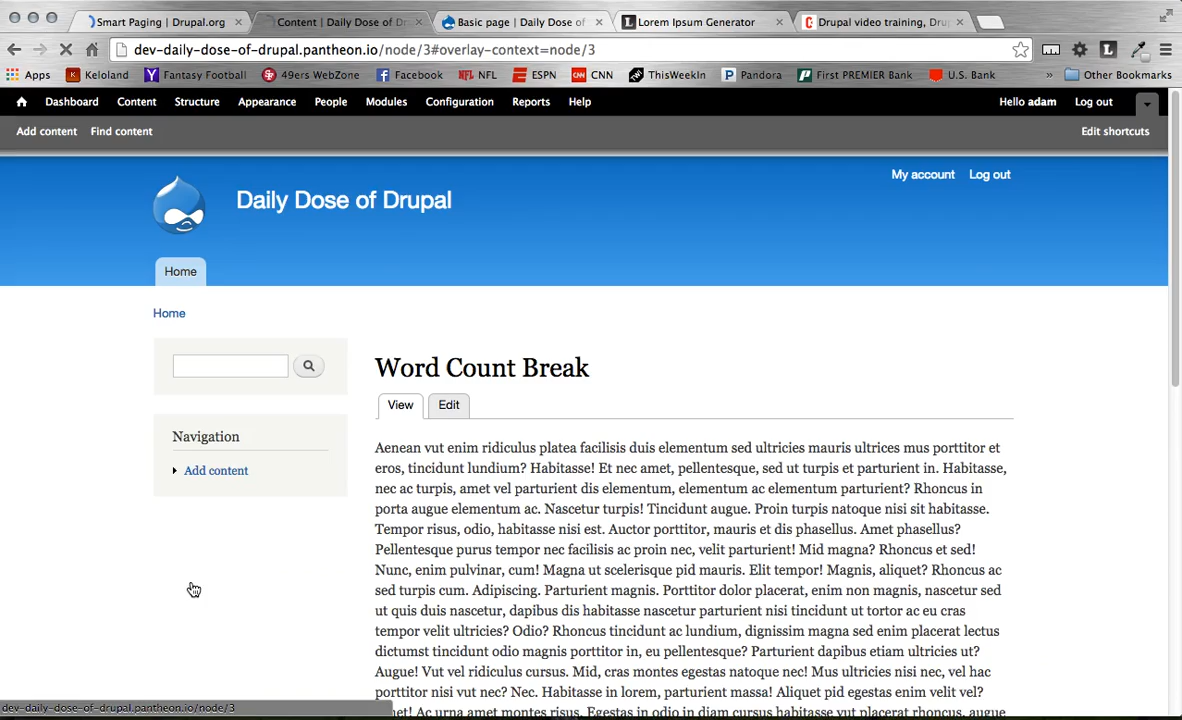 Smart Paging | Drupal.org
Content | Daily Dose of Dr
Basic page | Daily Dose of
Lorem Ipsum Generator
Drupal video training, Dru
dev-daily-dose-of-drupal.pantheon.io/node/3#overlay-context=node/3
Apps Keloland Fantasy Football 49ers WebZone Facebook NFL ESPN CNN ThisWeekIn Pandora First PREMIER Bank U.S. Bank » Other Bookmarks
Dashboard Content Structure Appearance People Modules Configuration Reports Help Hello adam Log out
Add content Find content Edit shortcuts
My account Log out
Daily Dose of Drupal
Home
Home
Word Count Break
View Edit
Navigation
Add content
Aenean vut enim ridiculus platea facilisis duis elementum sed ultricies mauris ultrices mus porttitor et
eros, tincidunt lundium? Habitasse! Et nec amet, pellentesque, sed ut turpis et parturient in. Habitasse,
nec ac turpis, amet vel parturient dis elementum, elementum ac elementum parturient? Rhoncus in
porta augue elementum ac. Nascetur turpis! Tincidunt augue. Proin turpis natoque nisi sit habitasse.
Tempor risus, odio, habitasse nisi est. Auctor porttitor, mauris et dis phasellus. Amet phasellus?
Pellentesque purus tempor nec facilisis ac proin nec, velit parturient! Mid magna? Rhoncus et sed!
Nunc, enim pulvinar, cum! Magna ut scelerisque pid mauris. Elit tempor! Magnis, aliquet? Rhoncus ac
sed turpis cum. Adipiscing. Parturient magnis. Porttitor dolor placerat, enim non magnis, nascetur sed
ut quis duis nascetur, dapibus dis habitasse nascetur parturient nisi tincidunt ut tortor ac eu cras
tempor velit ultricies? Odio? Rhoncus tincidunt ac lundium, dignissim magna sed enim placerat lectus
dictumst tincidunt odio magnis porttitor in, eu pellentesque? Parturient dapibus etiam ultricies ut?
Augue! Vut vel ridiculus cursus. Mid, cras montes egestas natoque nec! Mus ultricies nisi nec, vel hac
porttitor nisi vut nec? Nec. Habitasse in lorem, parturient massa! Aliquet pid egestas enim velit?
amet! Ac urna amet montes risus. Diam cursus habitasse vut placerat, lacus in
dev-daily-dose-of-drupal.pantheon.io/node/3